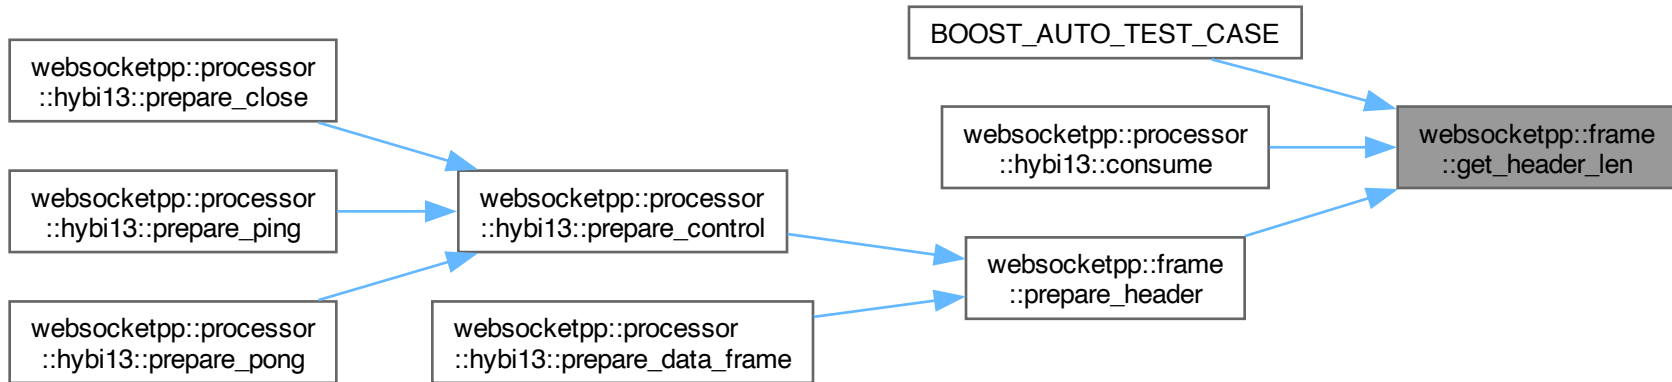 BOOST_AUTO_TEST_CASE
websocketpp::processor
::hybi13::prepare_close
websocketpp::processor
::hybi13::consume
websocketpp::frame
::get_header_len
websocketpp::processor
::hybi13::prepare_ping
websocketpp::processor
::hybi13::prepare_control
websocketpp::frame
::prepare_header
websocketpp::processor
::hybi13::prepare_pong
websocketpp::processor
::hybi13::prepare_data_frame